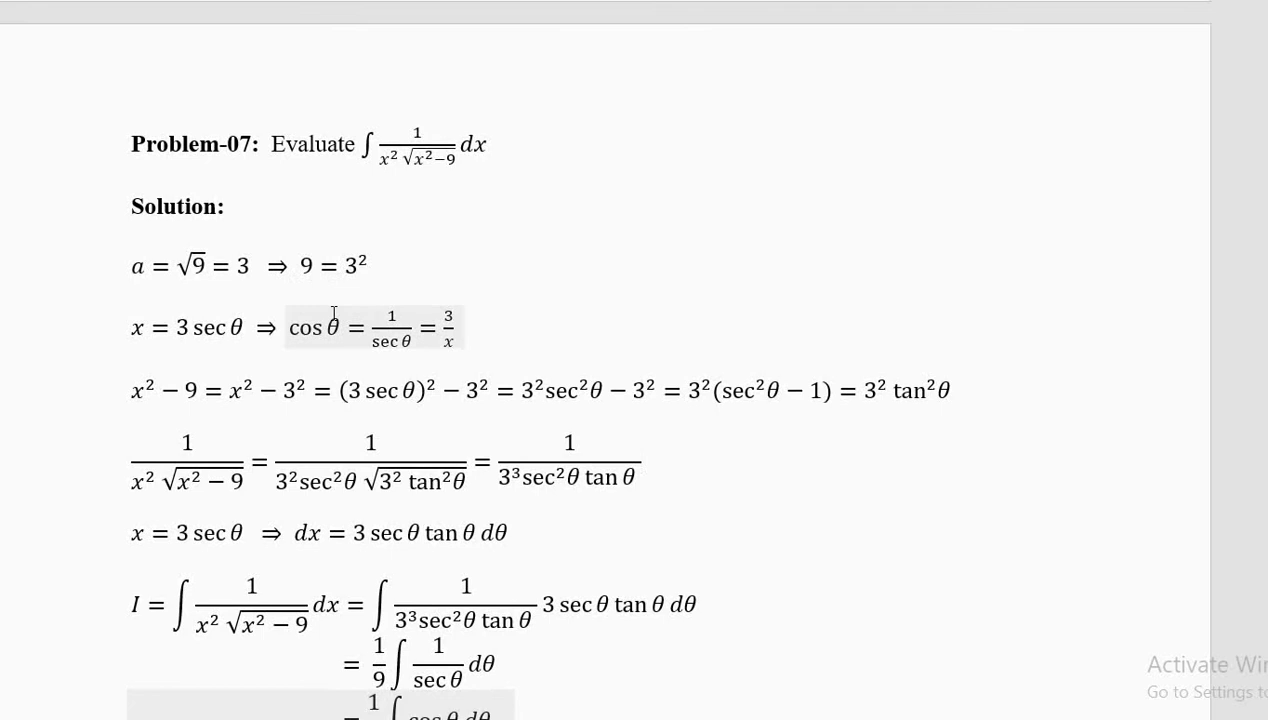 Problem-07: Evaluate ∫ 1/(x² √(x²−9)) dx
Solution:
a = √9 = 3 ⇒ 9 = 3²
x = 3 sec θ ⇒ cos θ = 1/(sec θ) = 3/x
x² − 9 = x² − 3² = (3 sec θ)² − 3² = 3²sec²θ − 3² = 3²(sec²θ − 1) = 3² tan²θ
1/(x² √(x² − 9)) = 1/(3²sec²θ √(3² tan²θ)) = 1/(3³sec²θ tan θ)
x = 3 sec θ ⇒ dx = 3 sec θ tan θ dθ
I = ∫ 1/(x² √(x² − 9)) dx = ∫ 1/(3³sec²θ tan θ) 3 sec θ tan θ dθ
= 1/9 ∫ 1/(sec θ) dθ
Activate Win
Go to Settings to